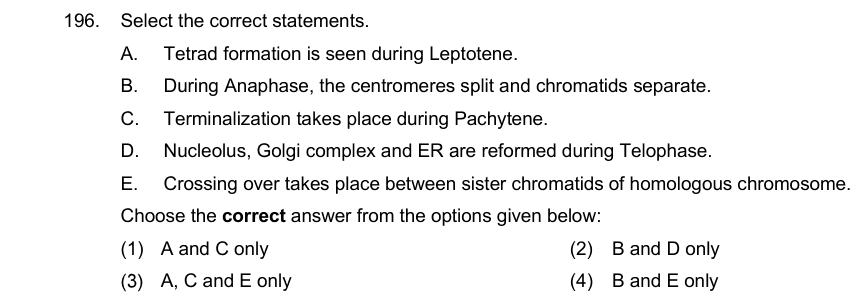 196. Select the correct statements.
A. Tetrad formation is seen during Leptotene.
B. During Anaphase, the centromeres split and chromatids separate.
C. Terminalization takes place during Pachytene.
D. Nucleolus, Golgi complex and ER are reformed during Telophase.
E. Crossing over takes place between sister chromatids of homologous chromosome.
Choose the correct answer from the options given below:
(1) A and C only (2) B and D only
(3) A, C and E only (4) B and E only